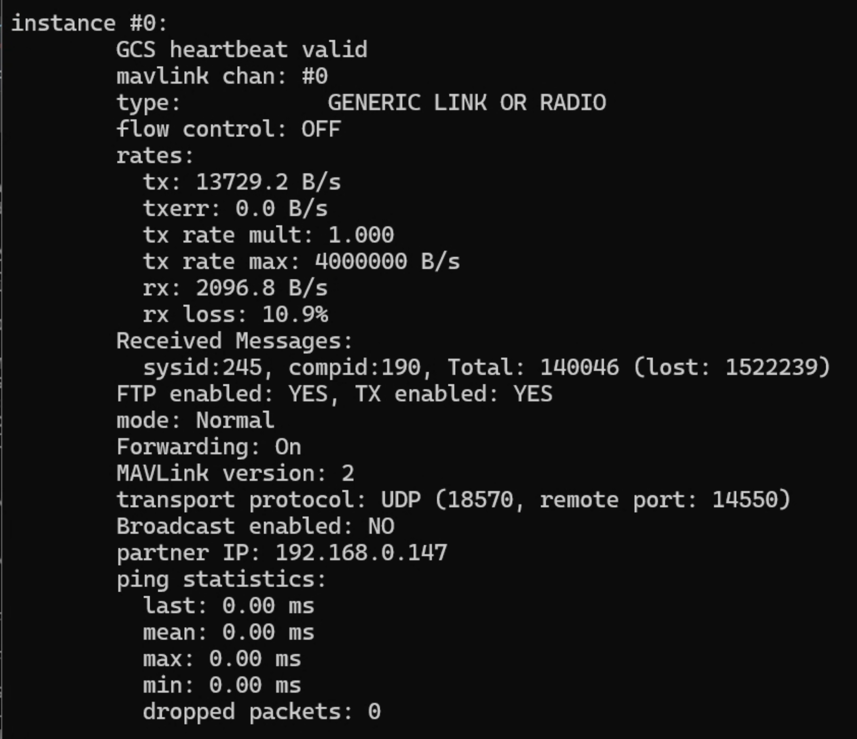 instance #0:
GCS heartbeat valid
mavlink chan: #0
type: GENERIC LINK OR RADIO
flow control: OFF
rates:
tx: 13729.2 B/s
txerr: 0.0 B/s
tx rate mult: 1.000
tx rate max: 4000000 B/s
rx: 2096.8 B/s
rx loss: 10.9%
Received Messages:
sysid:245, compid:190, Total: 140046 (lost: 1522239)
FTP enabled: YES, TX enabled: YES
mode: Normal
Forwarding: On
MAVLink version: 2
transport protocol: UDP (18570, remote port: 14550)
Broadcast enabled: NO
partner IP: 192.168.0.147
ping statistics:
last: 0.00 ms
mean: 0.00 ms
max: 0.00 ms
min: 0.00 ms
dropped packets: 0